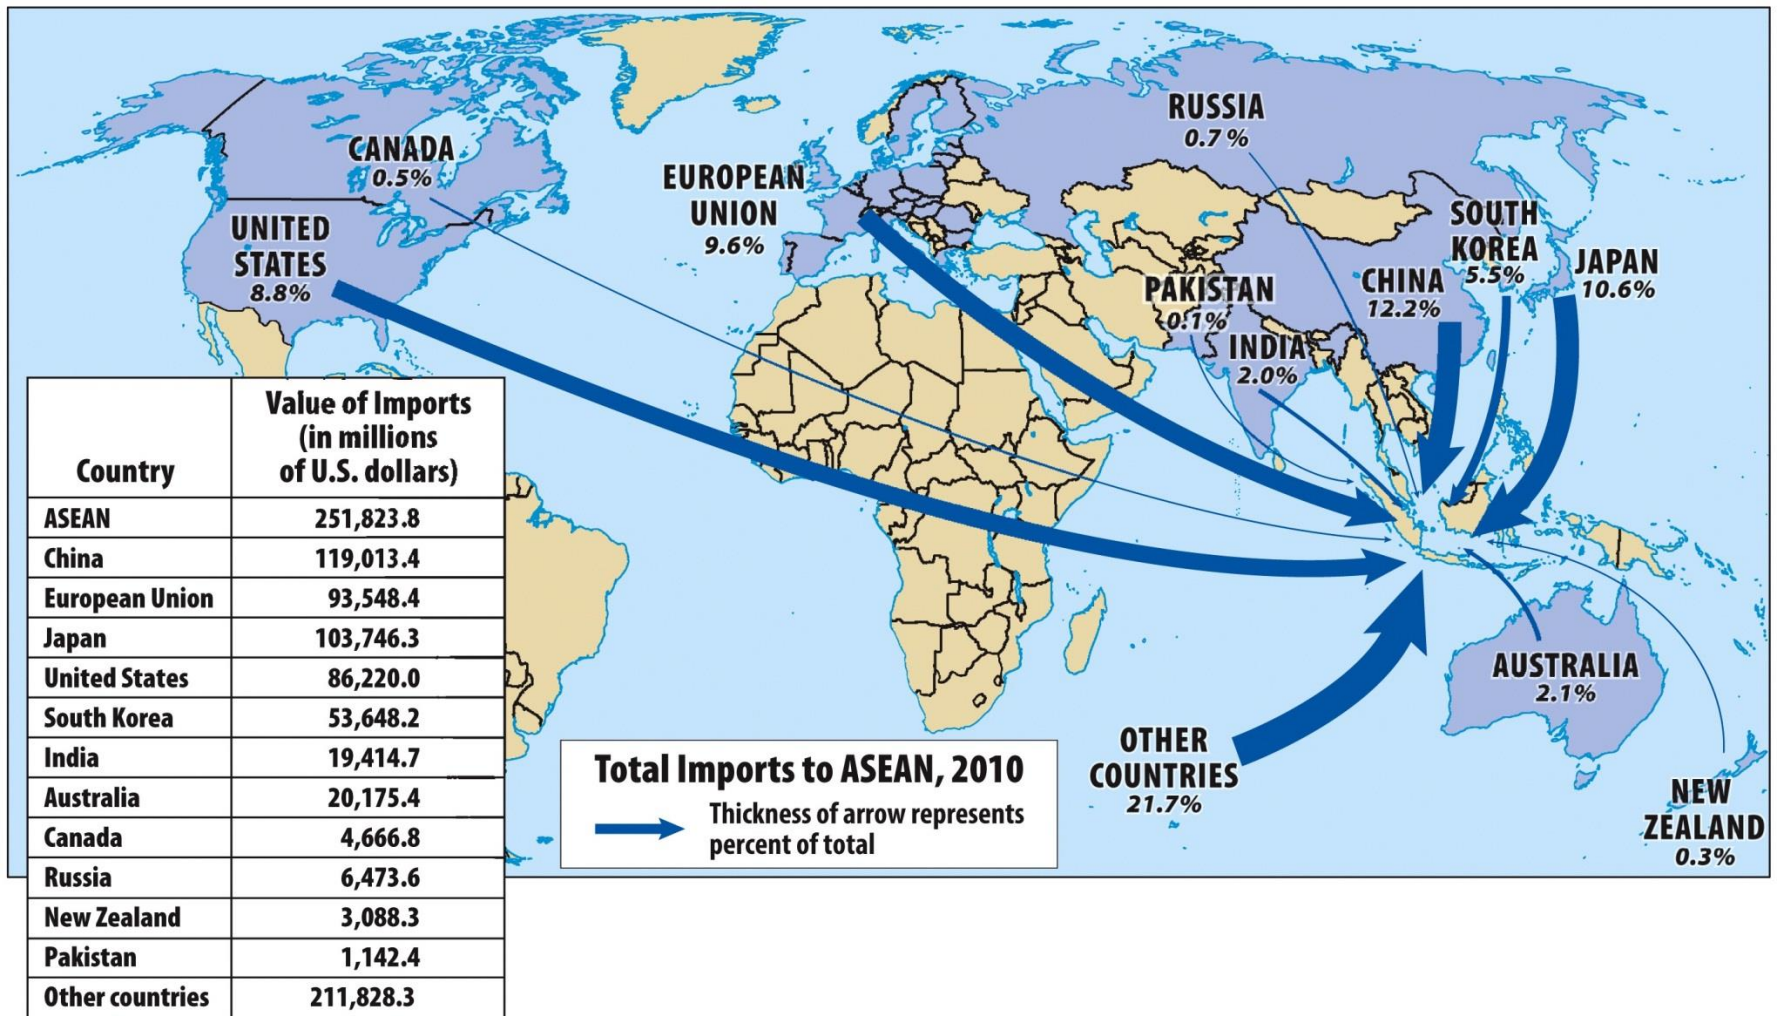 CANADA
0.5%
UNITED
STATES
8.8%
EUROPEAN
UNION
9.6%
RUSSIA
0.7%
PAKISTAN
0.1%
INDIA
2.0%
CHINA
12.2%
SOUTH
KOREA
5.5%
JAPAN
10.6%
AUSTRALIA
2.1%
NEW
ZEALAND
0.3%
OTHER
COUNTRIES
21.7%
Total Imports to ASEAN, 2010
Thickness of arrow represents
percent of total
Country
Value of Imports
(in millions
of U.S. dollars)
ASEAN 251,823.8
China 119,013.4
European Union 93,548.4
Japan 103,746.3
United States 86,220.0
South Korea 53,648.2
India 19,414.7
Australia 20,175.4
Canada 4,666.8
Russia 6,473.6
New Zealand 3,088.3
Pakistan 1,142.4
Other countries 211,828.3